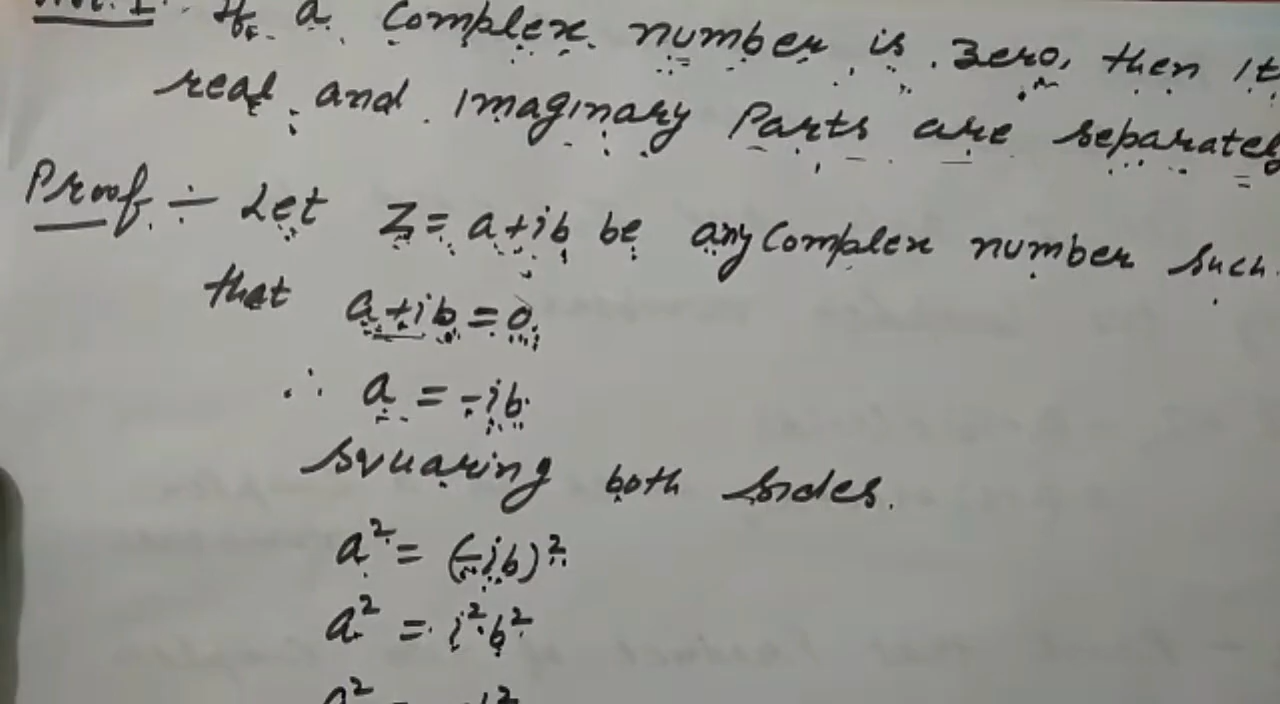 If a Complex number is zero, then it
real and imaginary Parts are separately
Proof :- Let Z = a+ib be any Complex number such
that a+ib = 0
∴ a = -ib
Squaring both sides.
a² = (-ib)²
a² = i²b²